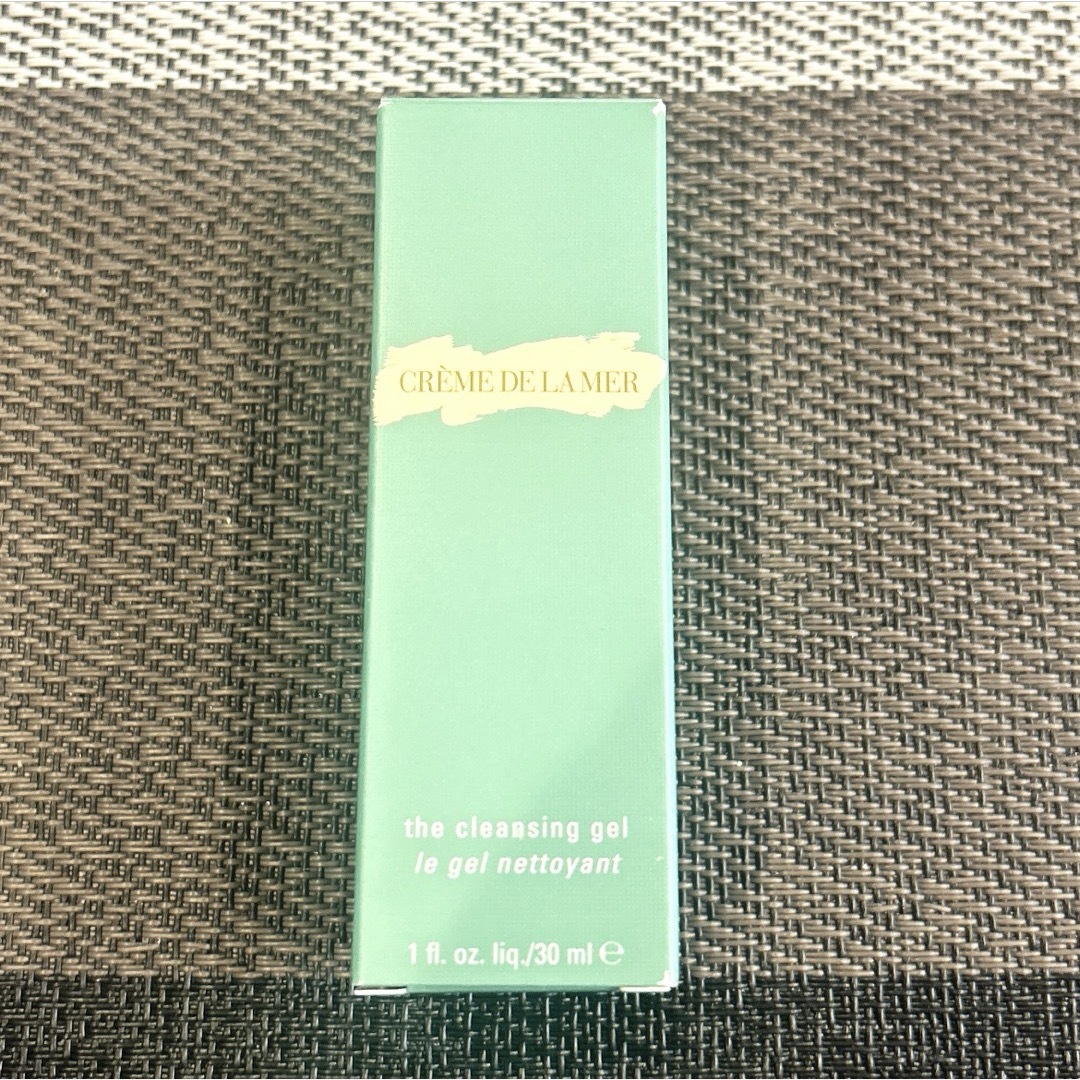 CRÈME DE LA MER
the cleansing gel
le gel nettoyant
1 fl. oz. liq./30 ml ℮